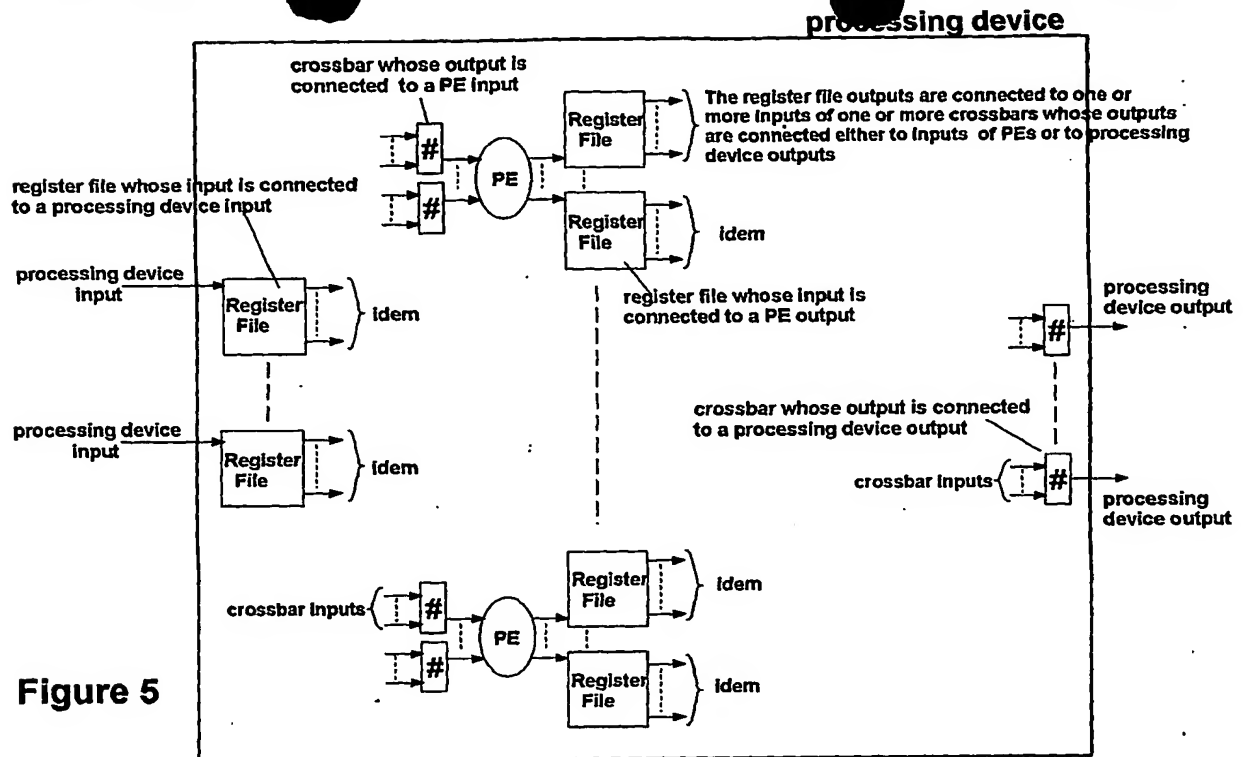 processing device
crossbar whose output is
connected to a PE input
#
#
PE
Register
File
Register
File
The register file outputs are connected to one or
more inputs of one or more crossbars whose outputs
are connected either to inputs of PEs or to processing
device outputs
idem
register file whose input is connected
to a processing device input
register file whose input is
connected to a PE output
processing device
input
Register
File
idem
processing
device output
#
processing device
input
Register
File
idem
crossbar whose output is connected
to a processing device output
crossbar inputs
#
processing
device output
crossbar inputs
#
#
PE
Register
File
idem
Register
File
idem
Figure 5